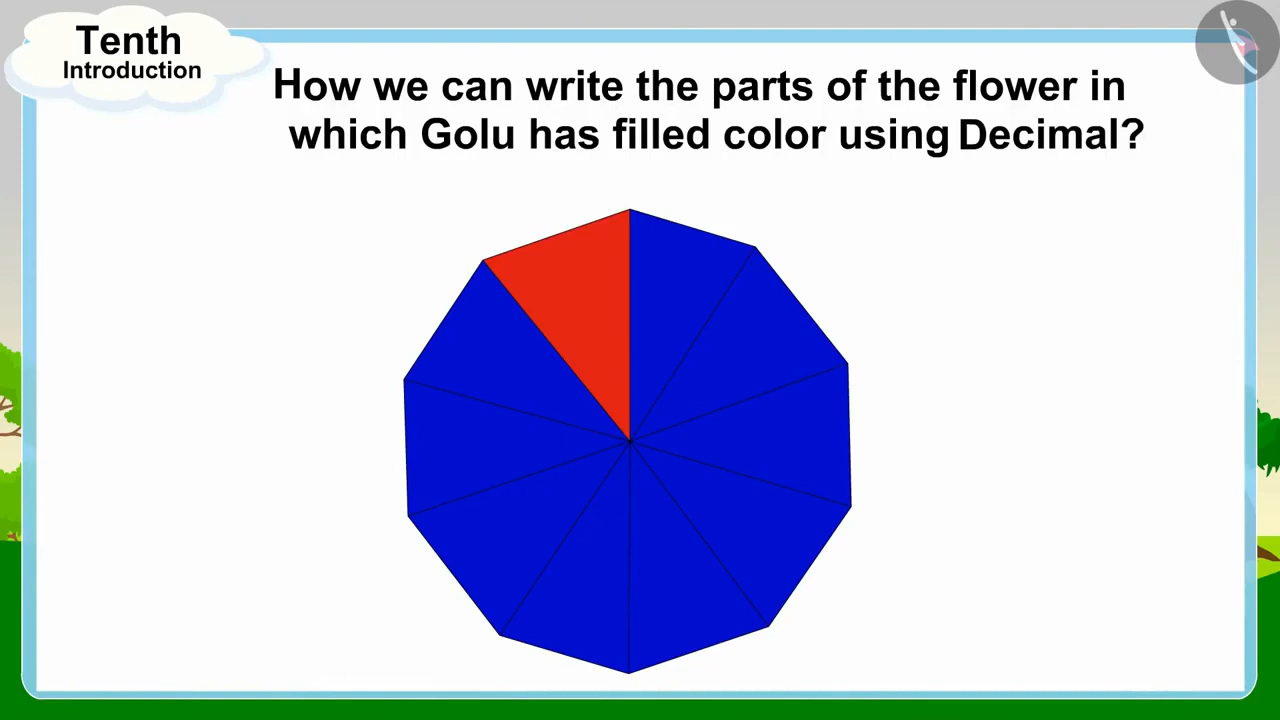 Tenth
Introduction
How we can write the parts of the flower in
which Golu has filled color using Decimal?